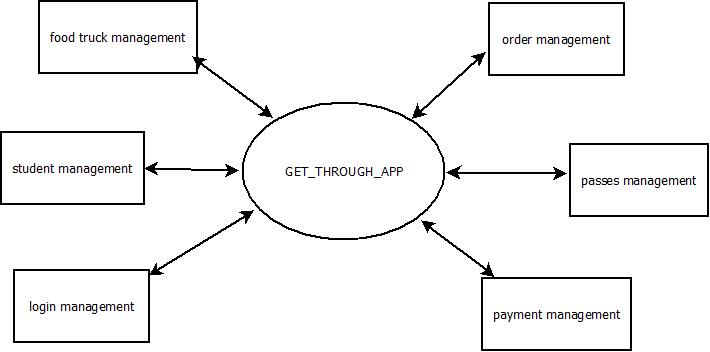 food truck management
order management
student management
GET_THROUGH_APP
passes management
login management
payment management